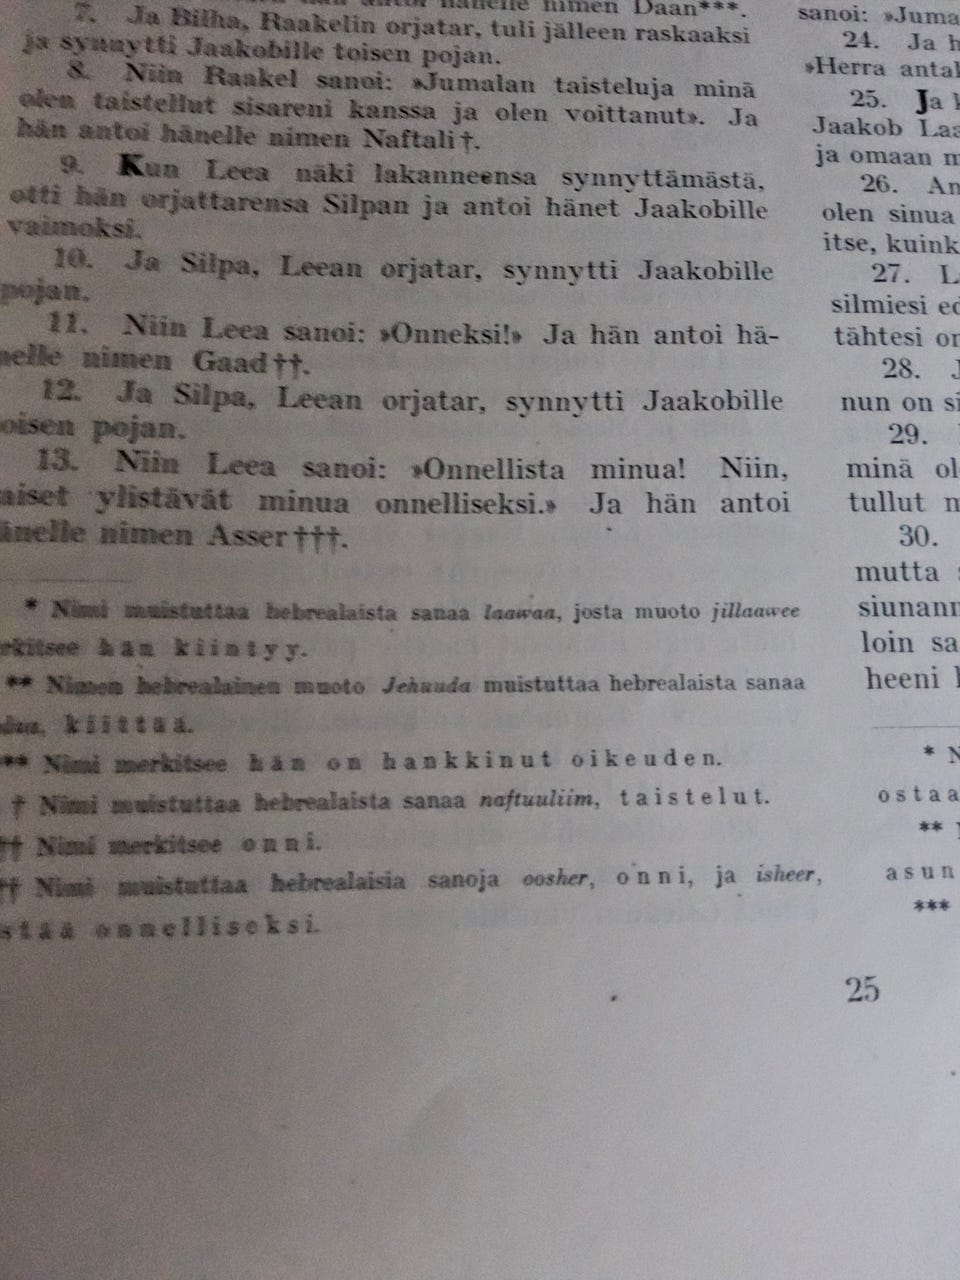 hänelle nimen Daan***.
7. Ja Bilha, Raakelin orjatar, tuli jälleen raskaaksi
ja synnytti Jaakobille toisen pojan.
8. Niin Raakel sanoi: »Jumalan taisteluja minä
olen taistellut sisareni kanssa ja olen voittanut». Ja
hän antoi hänelle nimen Naftali†.
9. Kun Leea näki lakanneensa synnyttämästä,
otti hän orjattarensa Silpan ja antoi hänet Jaakobille
vaimoksi.
10. Ja Silpa, Leean orjatar, synnytti Jaakobille
pojan.
11. Niin Leea sanoi: »Onneksi!» Ja hän antoi hä-
nelle nimen Gaad††.
12. Ja Silpa, Leean orjatar, synnytti Jaakobille
oisen pojan.
13. Niin Leea sanoi: »Onnellista minua! Niin,
aiset ylistävät minua onnelliseksi.» Ja hän antoi
änelle nimen Asser†††.
* Nimi muistuttaa hebrealaista sanaa laawaa, josta muoto jillaawee
rkitsee hän kiintyy.
** Nimen hebrealainen muoto Jehuuda muistuttaa hebrealaista sanaa
kiittää.
** Nimi merkitsee hän on hankkinut oikeuden.
† Nimi muistuttaa hebrealaista sanaa naftuuliim, taistelut.
†† Nimi merkitsee onni.
†† Nimi muistuttaa hebrealaisia sanoja oosher, onni, ja isheer,
stää onnelliseksi.
25
sanoi: »Juma
24. Ja h
»Herra antak
25. Ja k
Jaakob Laa
ja omaan m
26. An
olen sinua
itse, kuink
27. L
silmiesi ed
tähtesi on
28. J
nun on si
29.
minä ol
tullut m
30.
mutta s
siunann
loin sa
heeni
* N
ostaa
**
asun
***